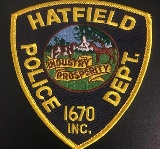 HATFIELD
POLICE
DEPT.
INDUSTRY
PROSPERITY
1670
INC.